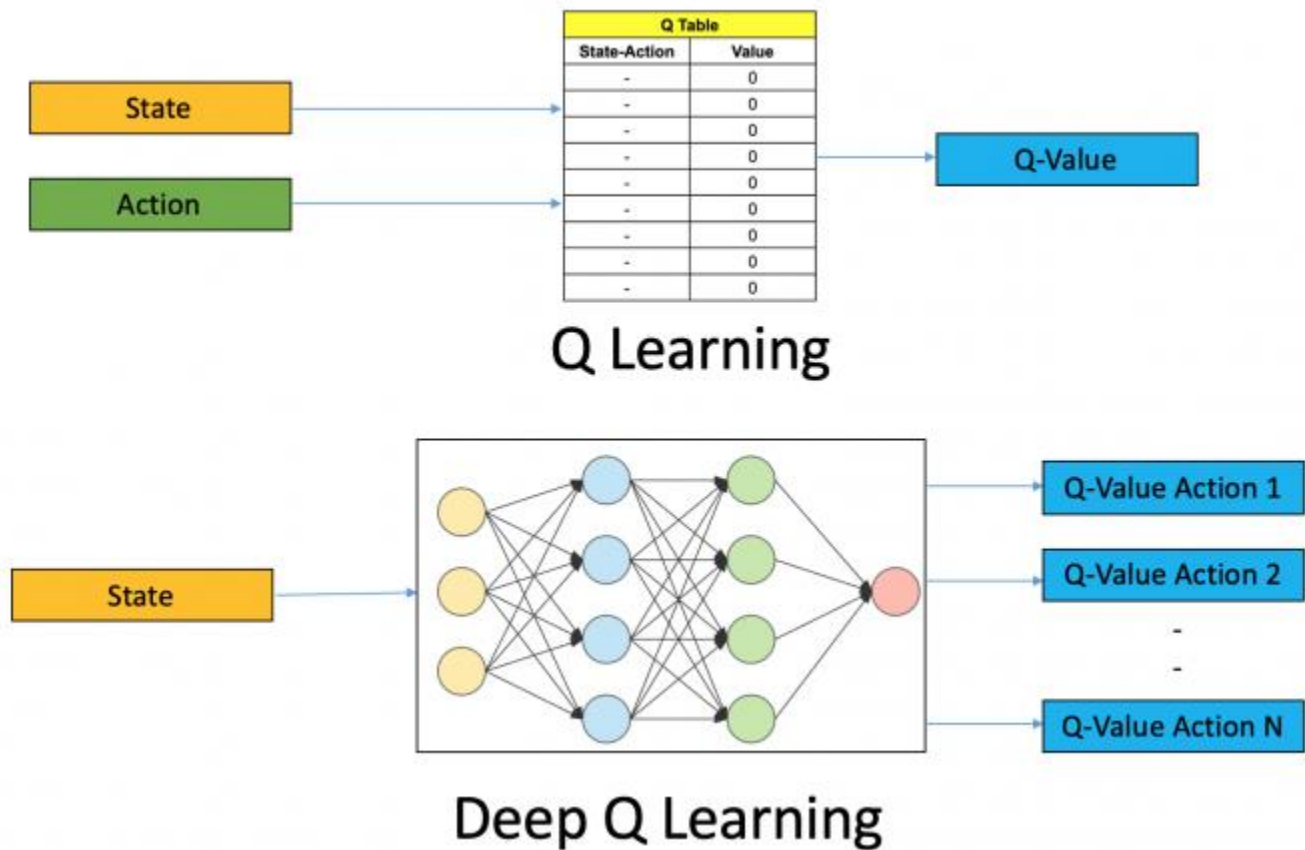 Q Table
State-Action Value
- 0
- 0
- 0
- 0
- 0
- 0
- 0
- 0
- 0
State
Action
Q-Value
Q Learning
State
Q-Value Action 1
Q-Value Action 2
-
-
Q-Value Action N
Deep Q Learning